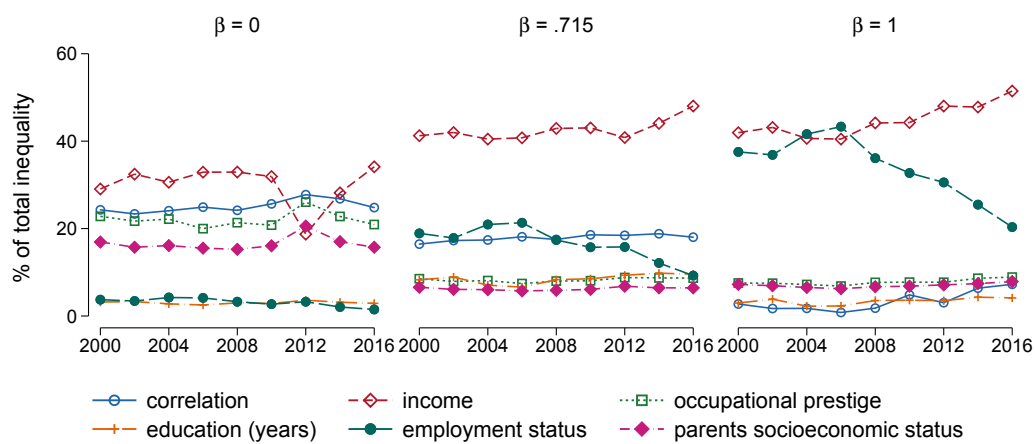 β = 0
β = .715
β = 1
% of total inequality
60
40
20
0
2000 2004 2008 2012 2016
2000 2004 2008 2012 2016
2000 2004 2008 2012 2016
correlation income occupational prestige
education (years) employment status parents socioeconomic status